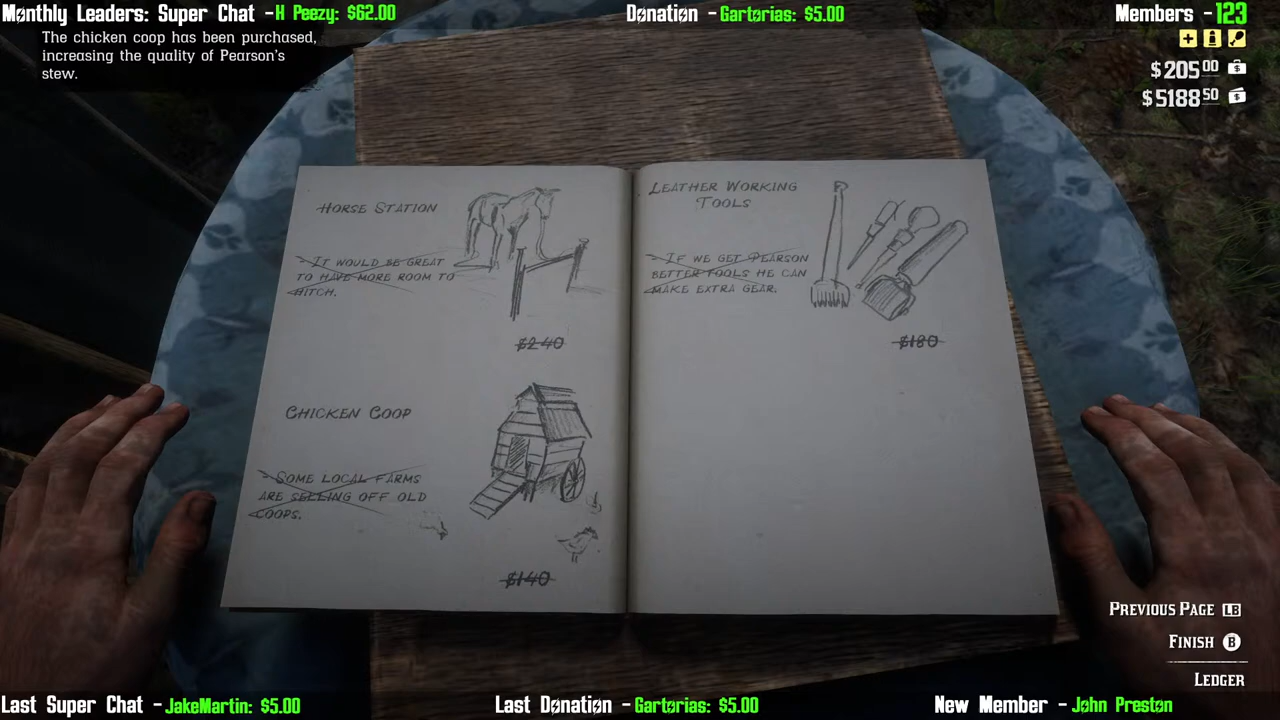 Monthly Leaders: Super Chat - H Peezy: $62.00
Donation - Gartorias: $5.00
Members - 123
The chicken coop has been purchased,
increasing the quality of Pearson's
stew.
$205.00
$5188.50
HORSE STATION
- IT WOULD BE GREAT
TO HAVE MORE ROOM TO
HITCH.
$240
CHICKEN COOP
- SOME LOCAL FARMS
ARE SELLING OFF OLD
COOPS.
$140
LEATHER WORKING
TOOLS
- IF WE GET PEARSON
BETTER TOOLS HE CAN
MAKE EXTRA GEAR.
$180
PREVIOUS PAGE LB
FINISH B
LEDGER
Last Super Chat - JakeMartin: $5.00
Last Donation - Gartorias: $5.00
New Member - John Preston